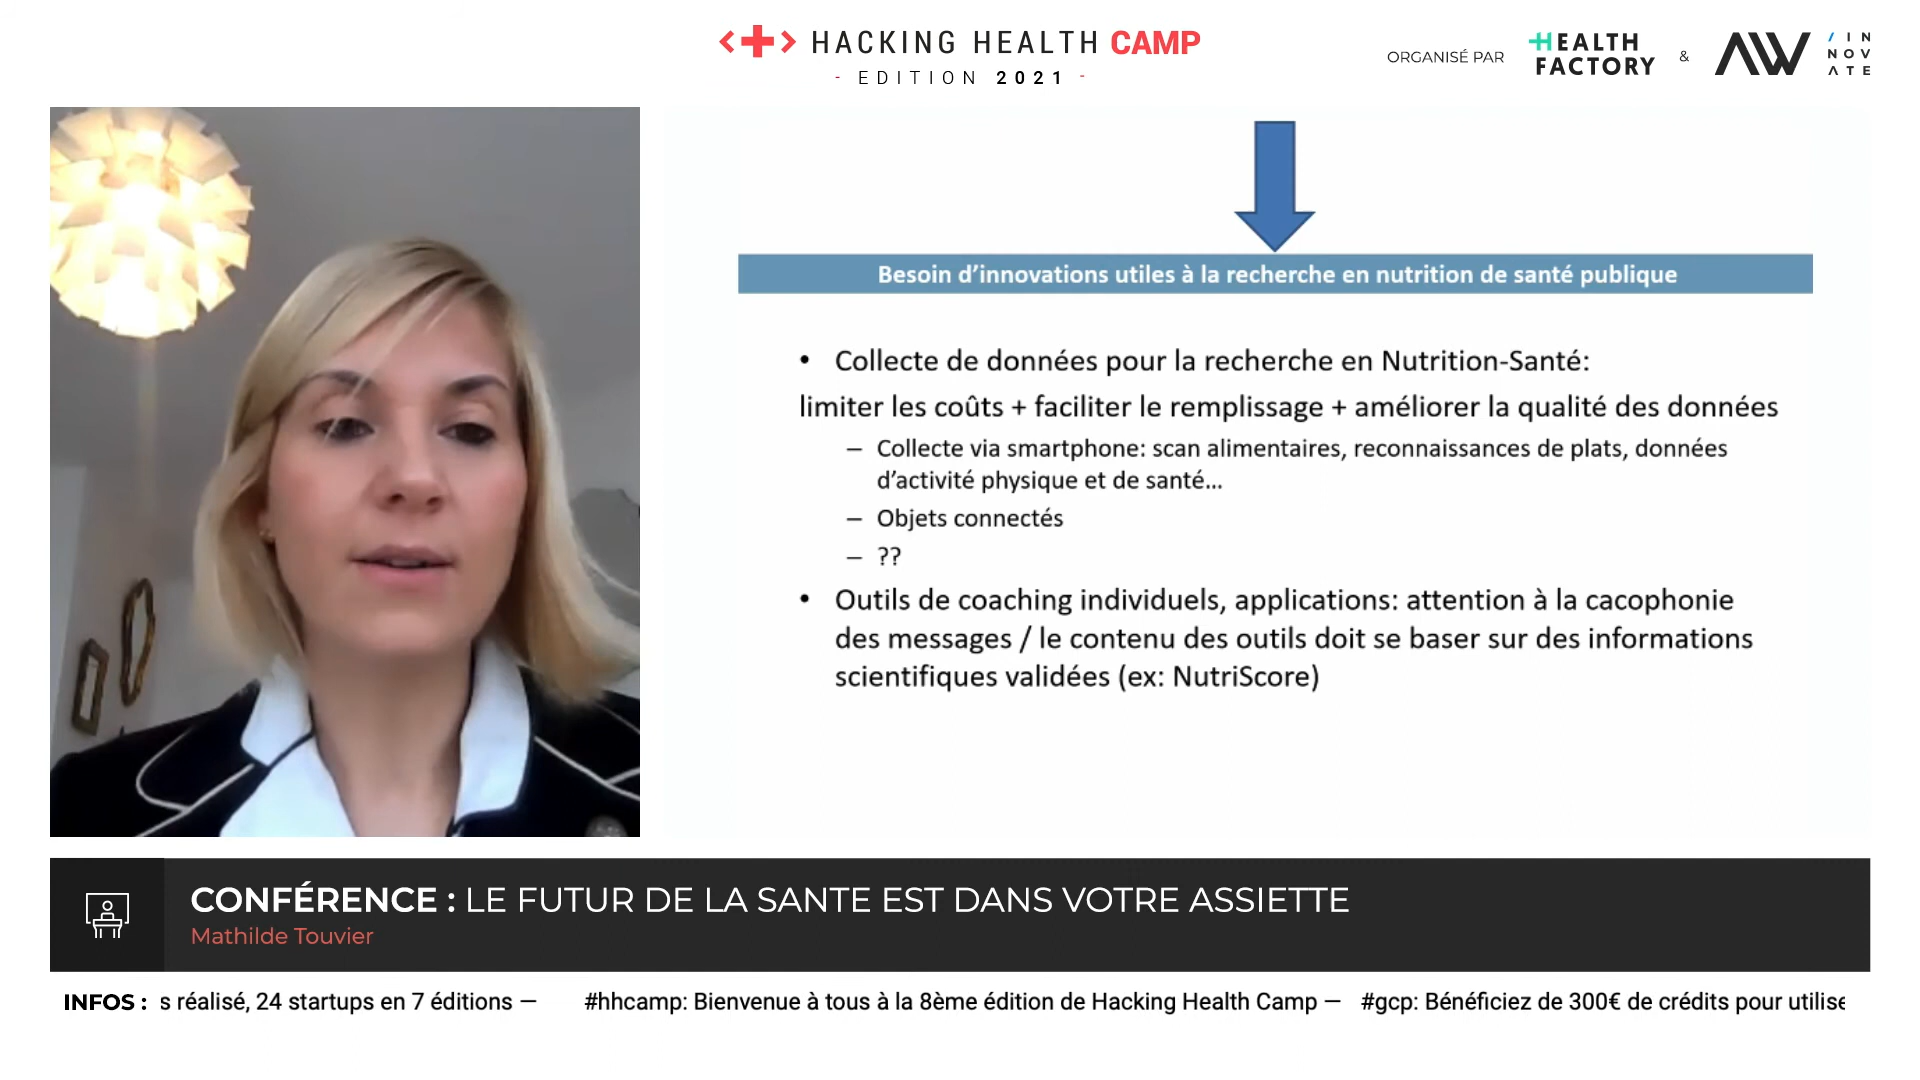 HACKING HEALTH CAMP
- EDITION 2021 -
ORGANISÉ PAR
HEALTH
FACTORY
&
AW
/IN
NOV
ATE
Besoin d’innovations utiles à la recherche en nutrition de santé publique
• Collecte de données pour la recherche en Nutrition-Santé:
limiter les coûts + faciliter le remplissage + améliorer la qualité des données
– Collecte via smartphone: scan alimentaires, reconnaissances de plats, données
d’activité physique et de santé…
– Objets connectés
– ??
• Outils de coaching individuels, applications: attention à la cacophonie
des messages / le contenu des outils doit se baser sur des informations
scientifiques validées (ex: NutriScore)
CONFÉRENCE : LE FUTUR DE LA SANTE EST DANS VOTRE ASSIETTE
Mathilde Touvier
INFOS : s réalisé, 24 startups en 7 éditions — #hhcamp: Bienvenue à tous à la 8ème édition de Hacking Health Camp — #gcp: Bénéficiez de 300€ de crédits pour utilise